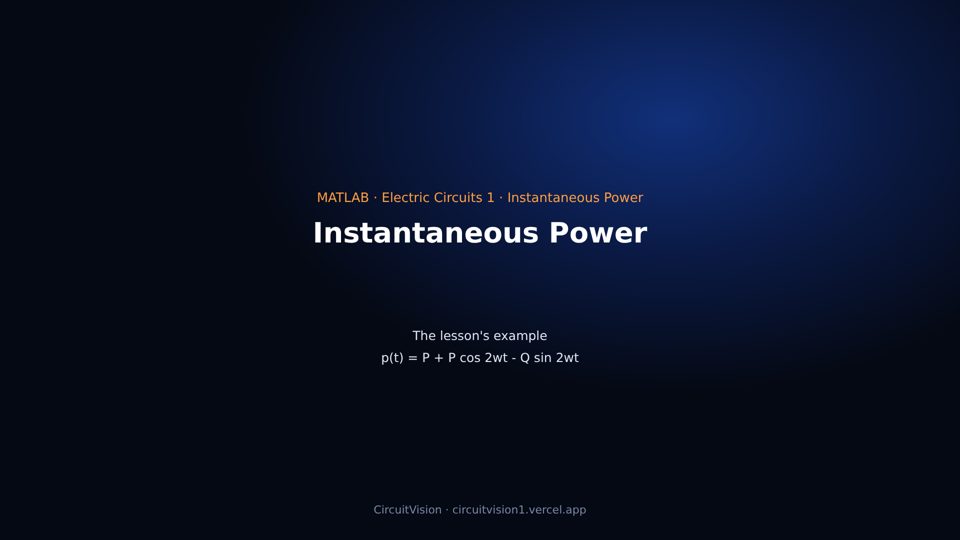 MATLAB · Electric Circuits 1 · Instantaneous Power
Instantaneous Power
The lesson's example
p(t) = P + P cos 2wt - Q sin 2wt
CircuitVision · circuitvision1.vercel.app